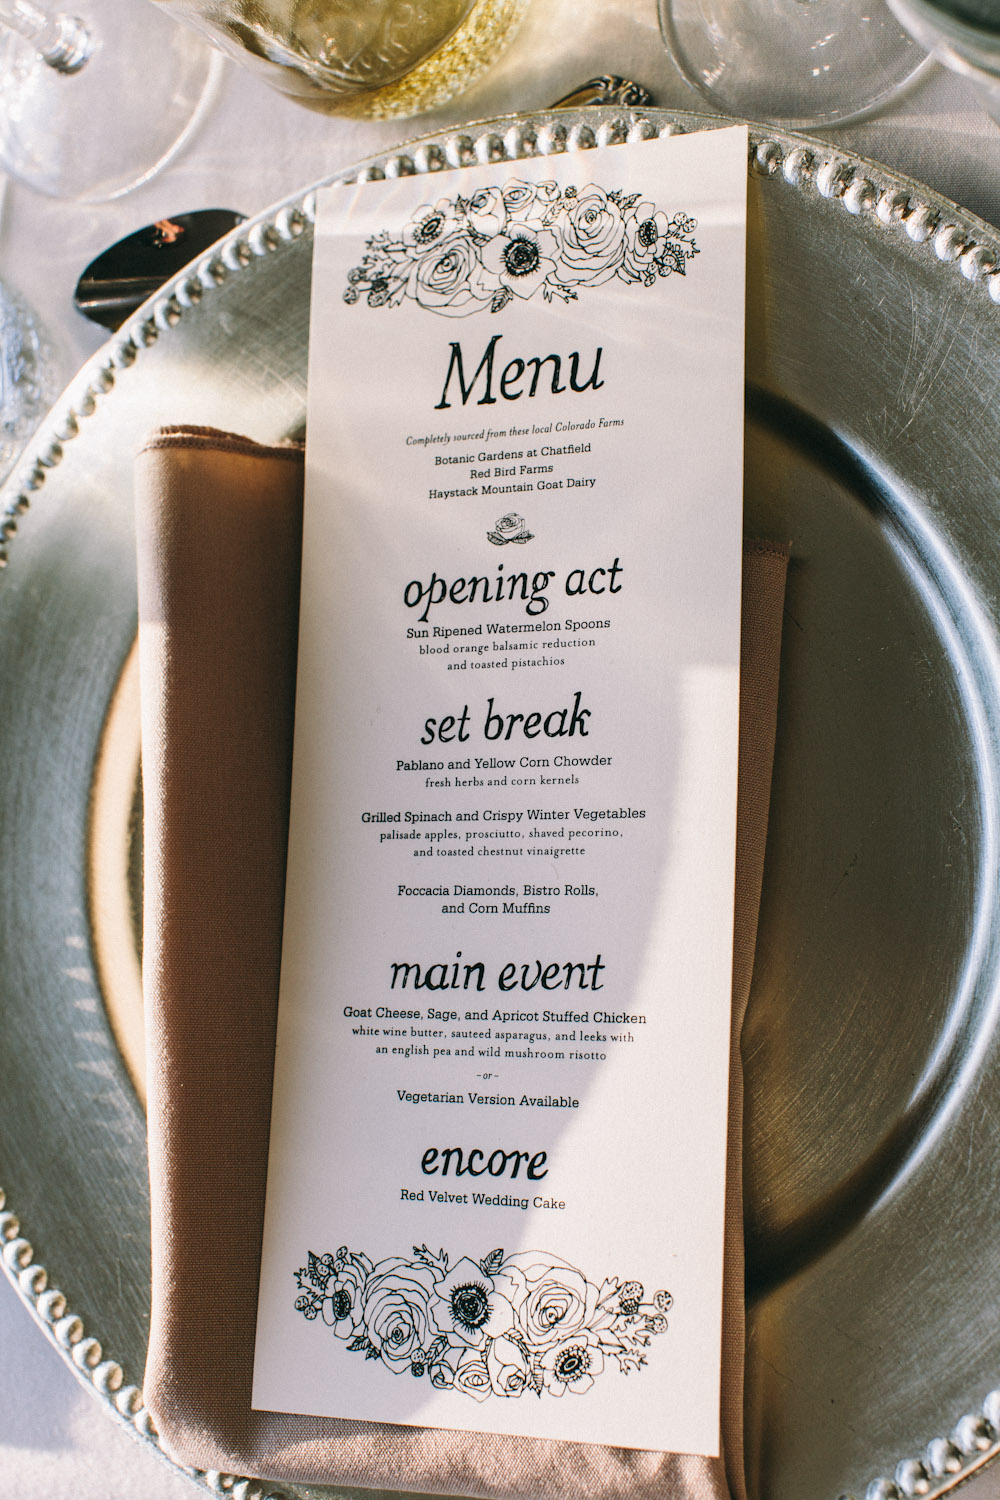 Menu
Completely sourced from these local Colorado Farms
Botanic Gardens at Chatfield
Red Bird Farms
Haystack Mountain Goat Dairy
opening act
Sun Ripened Watermelon Spoons
blood orange balsamic reduction
and toasted pistachios
set break
Pablano and Yellow Corn Chowder
fresh herbs and corn kernels
Grilled Spinach and Crispy Winter Vegetables
palisade apples, prosciutto, shaved pecorino,
and toasted chestnut vinaigrette
Foccacia Diamonds, Bistro Rolls,
and Corn Muffins
main event
Goat Cheese, Sage, and Apricot Stuffed Chicken
white wine butter, sauteed asparagus, and leeks with
an english pea and wild mushroom risotto
-or-
Vegetarian Version Available
encore
Red Velvet Wedding Cake